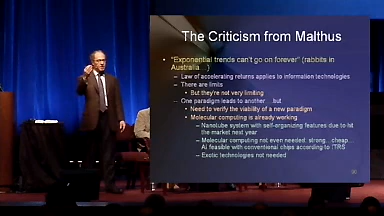 The Criticism from Malthus
• "Exponential trends can't go on forever" (rabbits in
Australia…)
– Law of accelerating returns applies to information technologies
– There are limits
• But they're not very limiting
– One paradigm leads to another….but
• Need to verify the viability of a new paradigm
• Molecular computing is already working
– Nanotube system with self-organizing features due to hit
the market next year
– Molecular computing not even needed: strong…cheap…
AI feasible with conventional chips according to ITRS
– Exotic technologies not needed